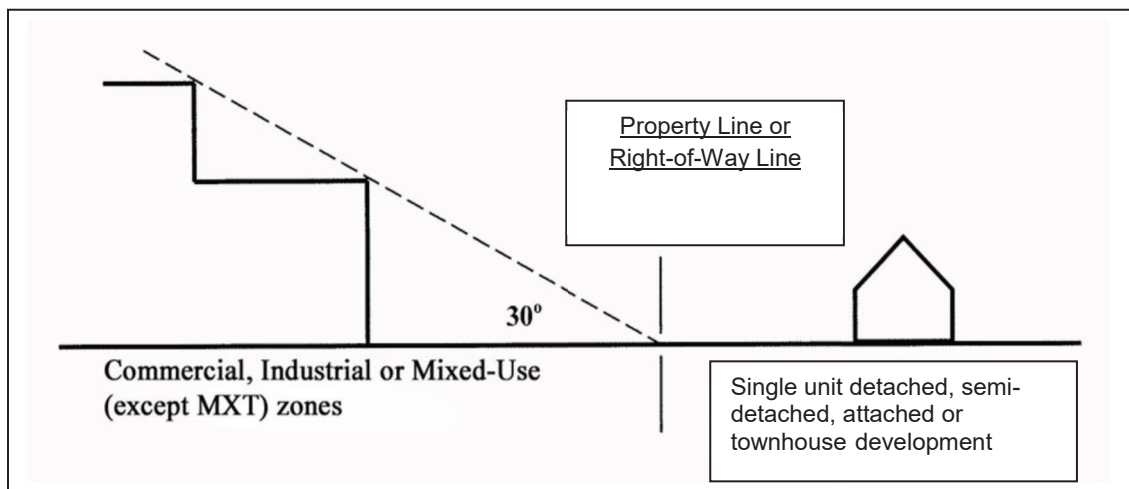 Property Line or
Right-of-Way Line
30°
Commercial, Industrial or Mixed-Use
(except MXT) zones
Single unit detached, semi-
detached, attached or
townhouse development